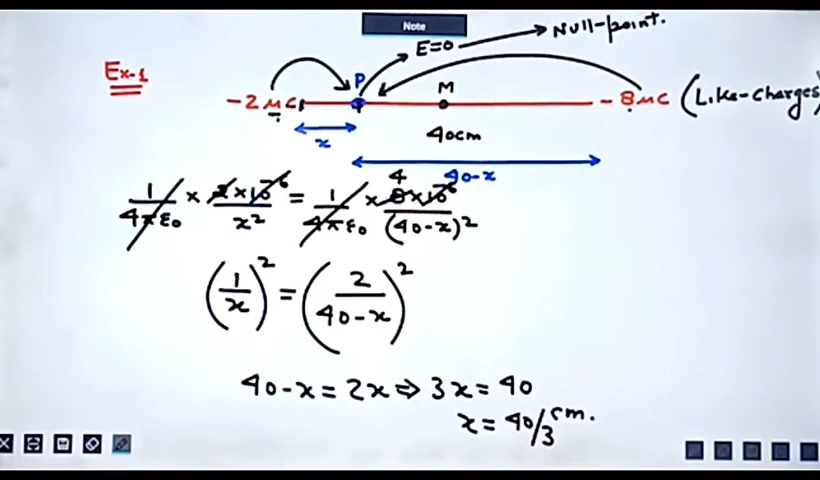 Note
Ex-1
P E=0 Null-point.
-2μC M -8μC (Like-charges)
x 40cm
40-x
1/4πε₀ × 2×10⁻⁶/x² = 1/4πε₀ × 8×10⁻⁶/(40-x)² 4
(1/x)² = (2/40-x)²
40-x = 2x ⇒ 3x = 40
x = 40/3 cm.